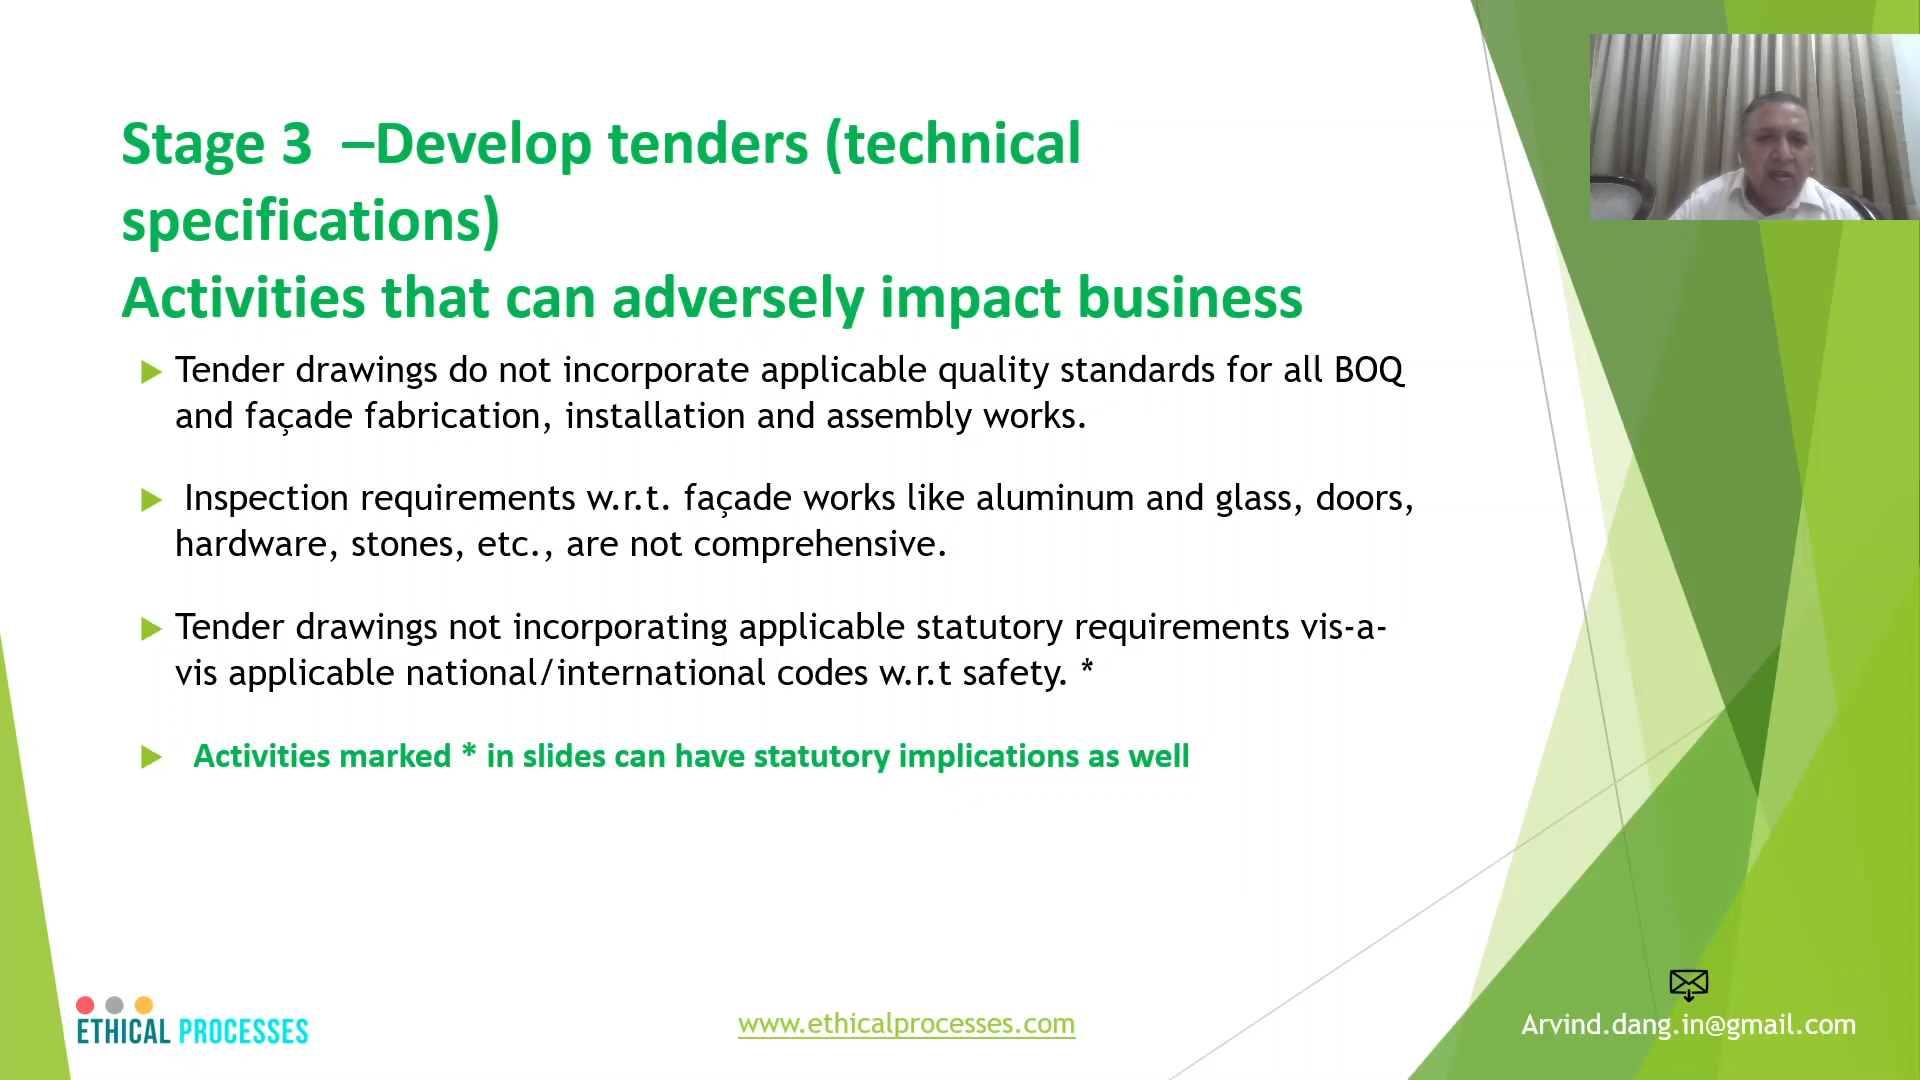 Stage 3 –Develop tenders (technical
specifications)
Activities that can adversely impact business
Tender drawings do not incorporate applicable quality standards for all BOQ
and façade fabrication, installation and assembly works.
Inspection requirements w.r.t. façade works like aluminum and glass, doors,
hardware, stones, etc., are not comprehensive.
Tender drawings not incorporating applicable statutory requirements vis-a-
vis applicable national/international codes w.r.t safety. *
Activities marked * in slides can have statutory implications as well
ETHICAL PROCESSES
www.ethicalprocesses.com
Arvind.dang.in@gmail.com